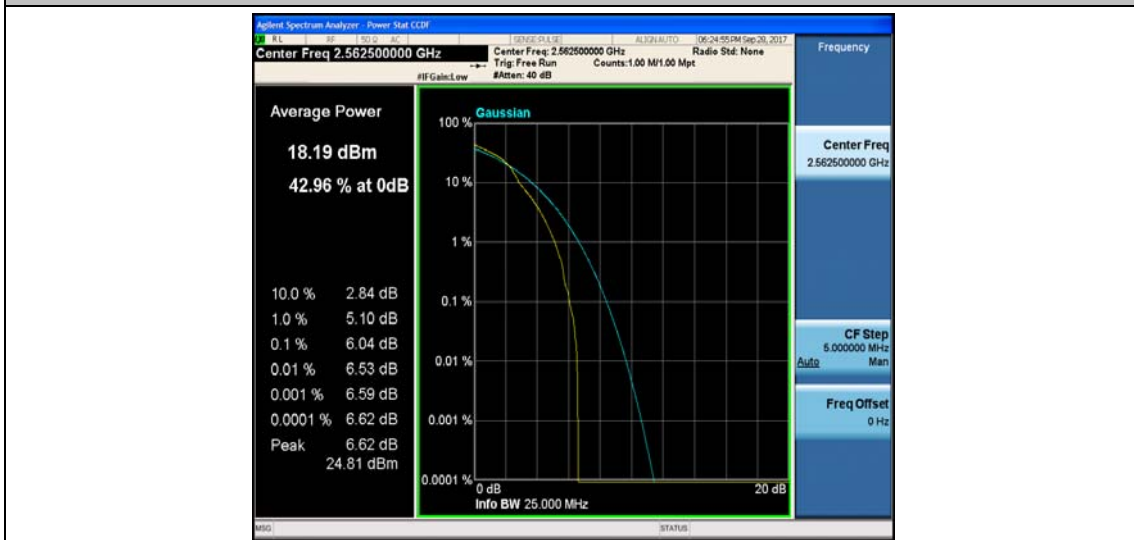 Agilent Spectrum Analyzer - Power Stat CCDF
RL RF 50 Ω AC SENSE:PULSE ALIGNAUTO 06:24:55 PM Sep 20, 2017
Center Freq 2.562500000 GHz
Center Freq: 2.562500000 GHz Radio Std: None
Trig: Free Run Counts:1.00 M/1.00 Mpt
#IFGain:Low #Atten: 40 dB
Frequency
Average Power
18.19 dBm
42.96 % at 0dB
10.0 % 2.84 dB
1.0 % 5.10 dB
0.1 % 6.04 dB
0.01 % 6.53 dB
0.001 % 6.59 dB
0.0001 % 6.62 dB
Peak 6.62 dB
24.81 dBm
Gaussian
100 %
10 %
1 %
0.1 %
0.01 %
0.001 %
0.0001 %
0 dB 20 dB
Info BW 25.000 MHz
Center Freq
2.562500000 GHz
CF Step
5.000000 MHz
Auto Man
Freq Offset
0 Hz
MSG STATUS